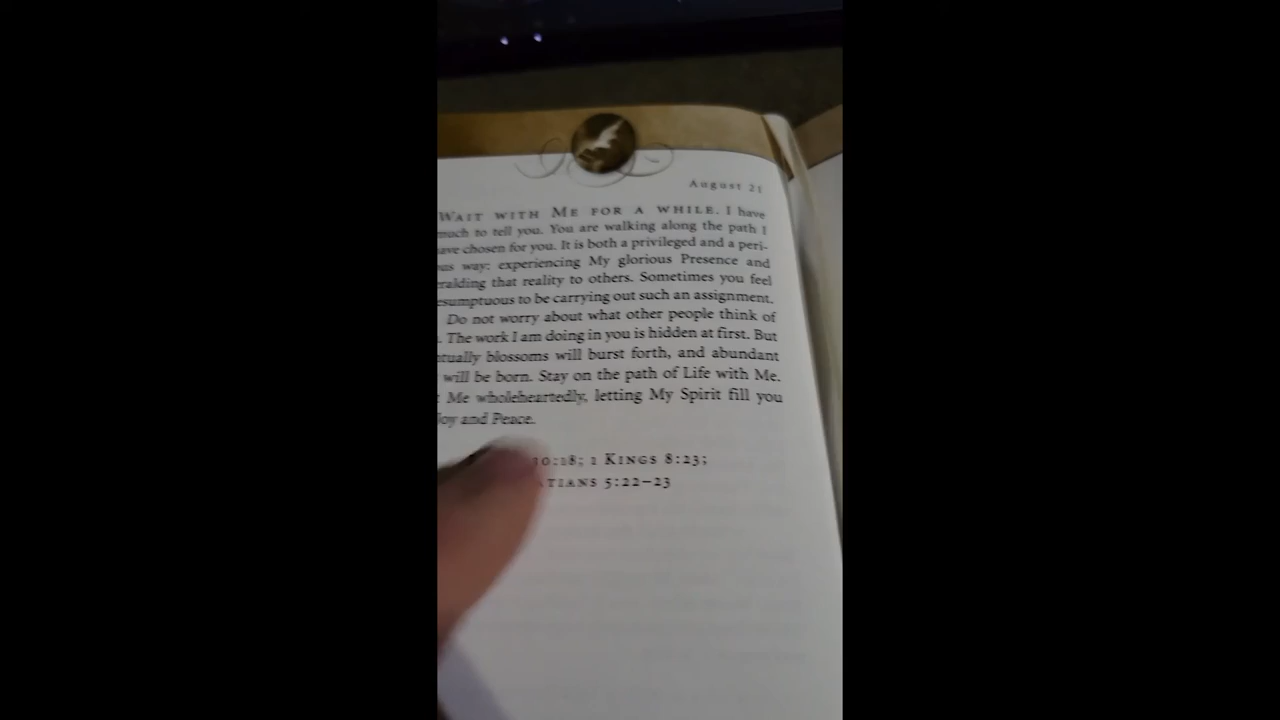 August 21
WAIT WITH ME FOR A WHILE. I have
much to tell you. You are walking along the path I
have chosen for you. It is both a privileged and a peri-
way: experiencing My glorious Presence and
that reality to others. Sometimes you feel
to be carrying out such an assignment.
Do not worry about what other people think of
The work I am doing in you is hidden at first. But
blossoms will burst forth, and abundant
will be born. Stay on the path of Life with Me.
Me wholeheartedly, letting My Spirit fill you
Joy and Peace.
10:28; 1 KINGS 8:23;
5:22–23